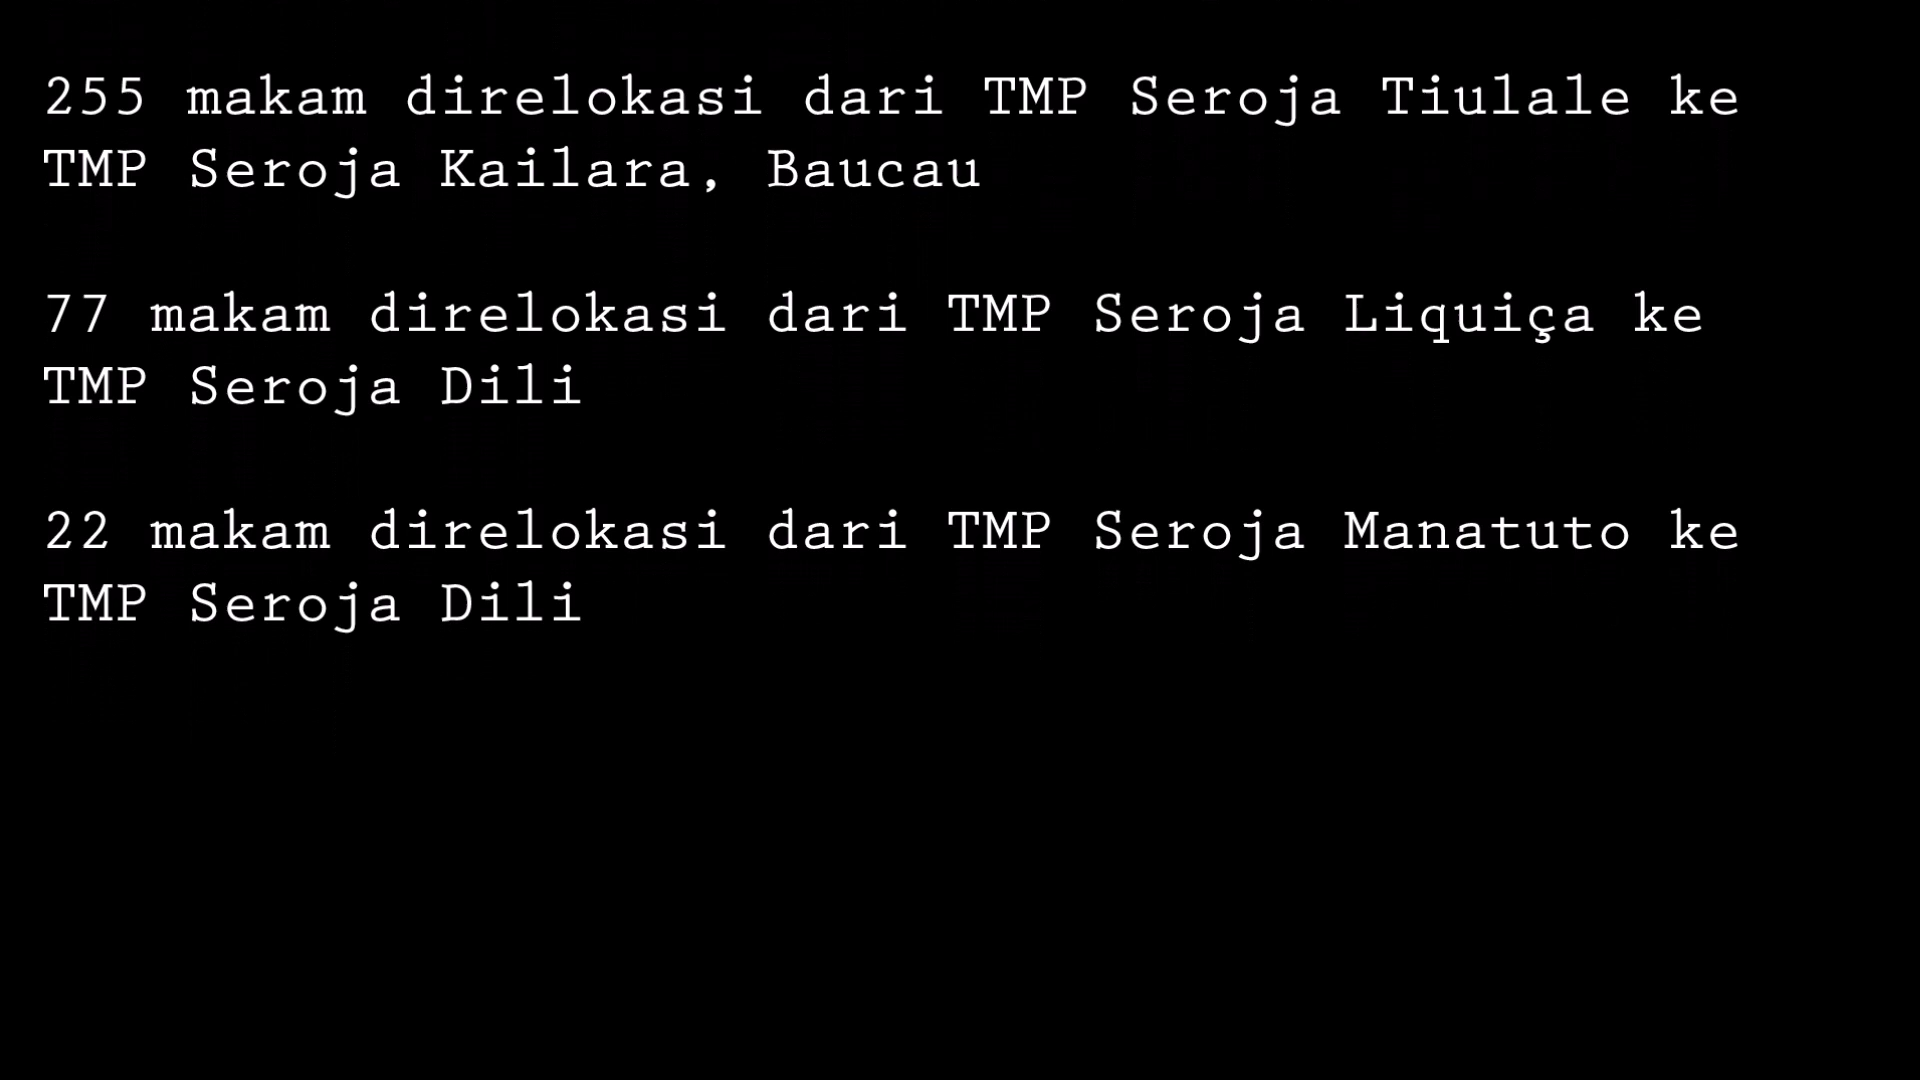 255 makam direlokasi dari TMP Seroja Tiulale ke
TMP Seroja Kailara, Baucau
77 makam direlokasi dari TMP Seroja Liquiça ke
TMP Seroja Dili
22 makam direlokasi dari TMP Seroja Manatuto ke
TMP Seroja Dili